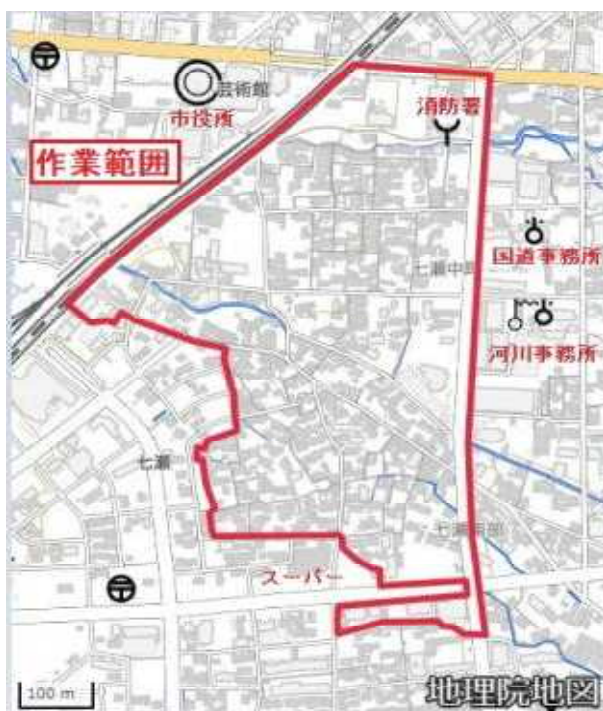 芸術館
市役所
消防署
作業範囲
国道事務所
七瀬中
河川事務所
七瀬
七瀬南部
スーパー
100 m
地理院地図